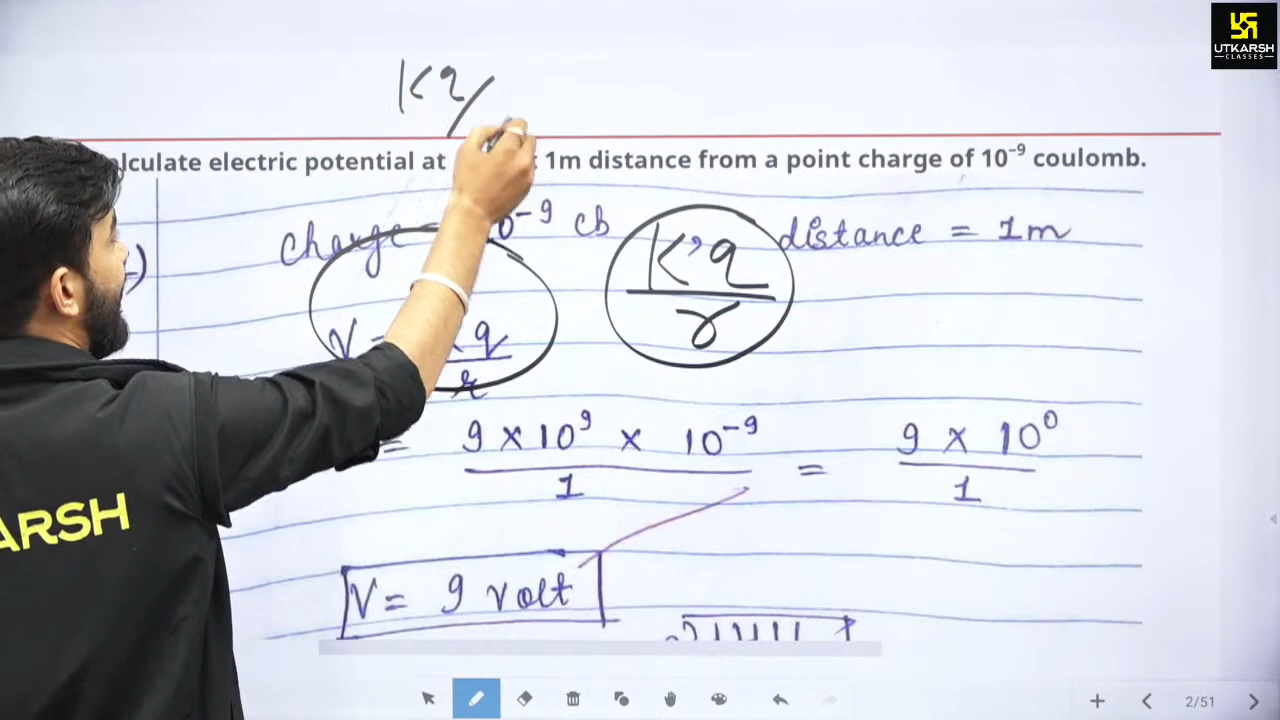 UTKARSH
CLASSES
Kq/
alculate electric potential at 1m distance from a point charge of 10⁻⁹ coulomb.
Charge 10⁻⁹ cb
distance = 1m
K,q
r
V = q
r
= 9 × 10⁹ × 10⁻⁹ = 9 × 10⁰
1 1
V = 9 volt
ARSH
2/51